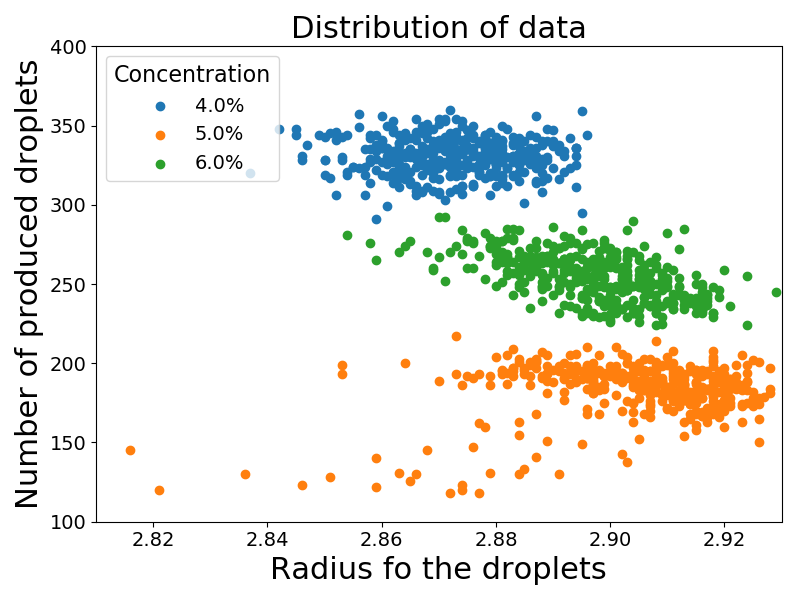 Distribution of data
Number of produced droplets
400
350
300
250
200
150
100
Concentration
4.0%
5.0%
6.0%
2.82 2.84 2.86 2.88 2.90 2.92
Radius fo the droplets